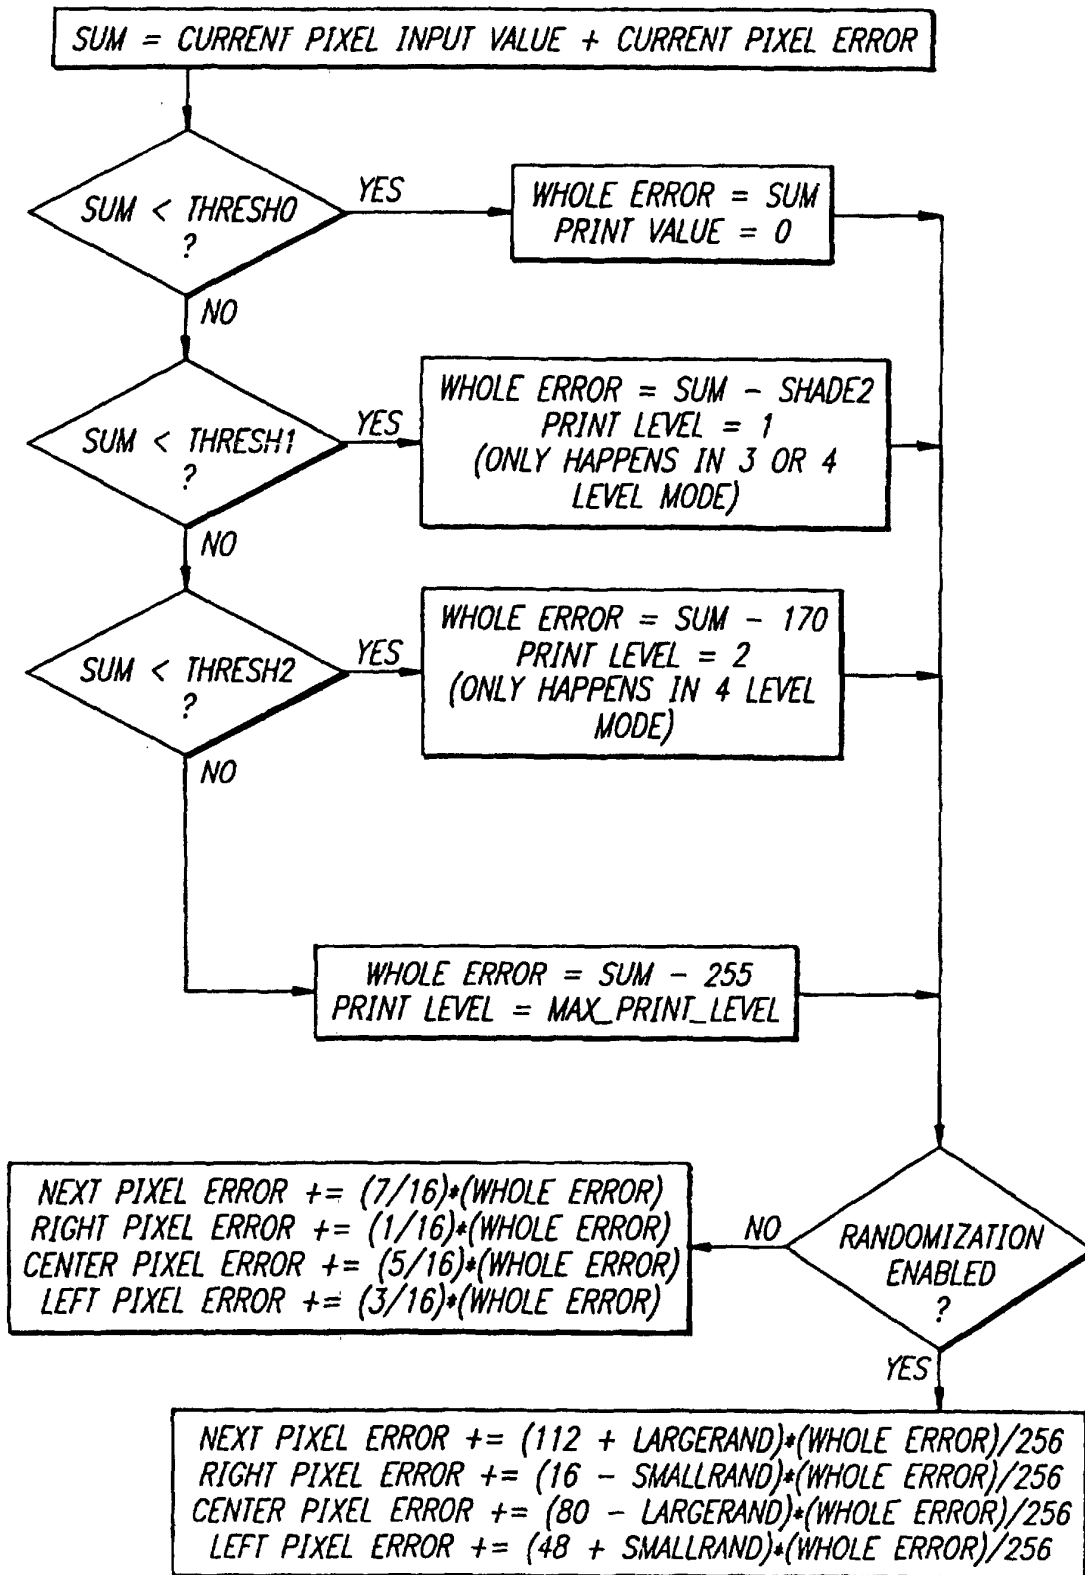 SUM = CURRENT PIXEL INPUT VALUE + CURRENT PIXEL ERROR
SUM < THRESH0
?
YES
NO
WHOLE ERROR = SUM
PRINT VALUE = 0
SUM < THRESH1
?
YES
NO
WHOLE ERROR = SUM - SHADE2
PRINT LEVEL = 1
(ONLY HAPPENS IN 3 OR 4
LEVEL MODE)
SUM < THRESH2
?
YES
NO
WHOLE ERROR = SUM - 170
PRINT LEVEL = 2
(ONLY HAPPENS IN 4 LEVEL
MODE)
WHOLE ERROR = SUM - 255
PRINT LEVEL = MAX_PRINT_LEVEL
RANDOMIZATION
ENABLED
?
NO
YES
NEXT PIXEL ERROR += (7/16)*(WHOLE ERROR)
RIGHT PIXEL ERROR += (1/16)*(WHOLE ERROR)
CENTER PIXEL ERROR += (5/16)*(WHOLE ERROR)
LEFT PIXEL ERROR += (3/16)*(WHOLE ERROR)
NEXT PIXEL ERROR += (112 + LARGERAND)*(WHOLE ERROR)/256
RIGHT PIXEL ERROR += (16 - SMALLRAND)*(WHOLE ERROR)/256
CENTER PIXEL ERROR += (80 - LARGERAND)*(WHOLE ERROR)/256
LEFT PIXEL ERROR += (48 + SMALLRAND)*(WHOLE ERROR)/256